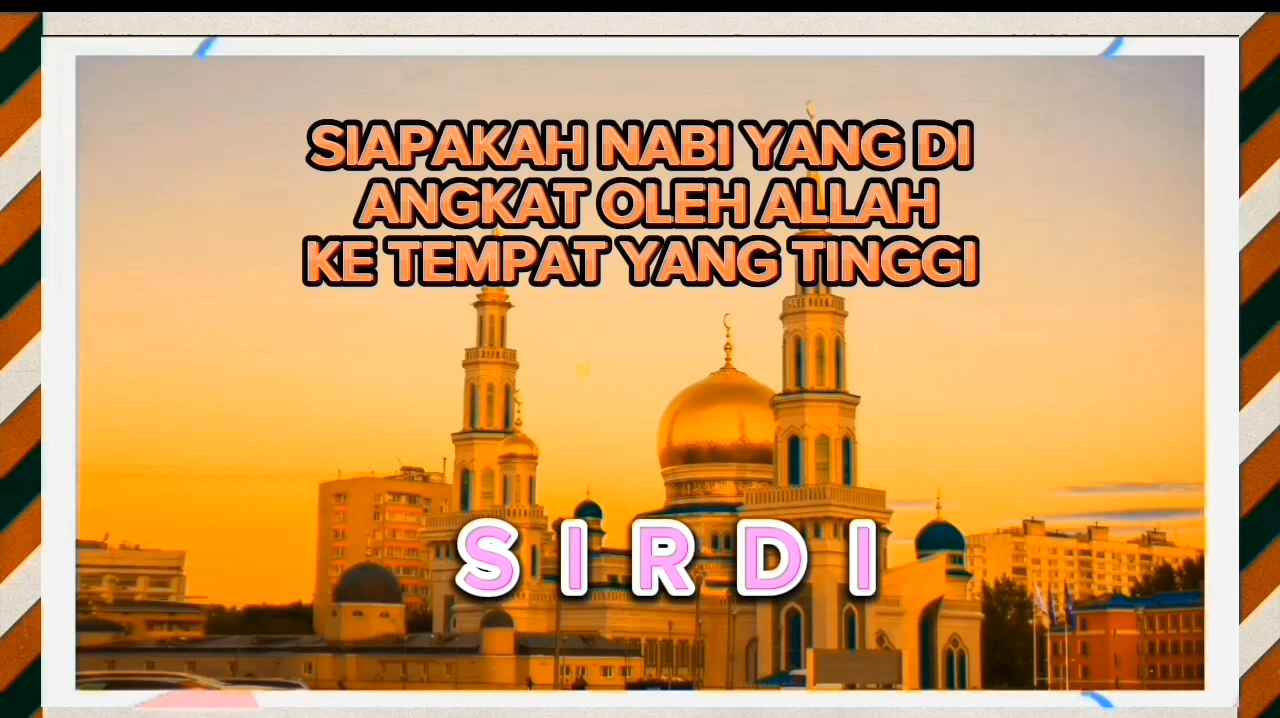 SIAPAKAH NABI YANG DI
ANGKAT OLEH ALLAH
KE TEMPAT YANG TINGGI
S I R D I